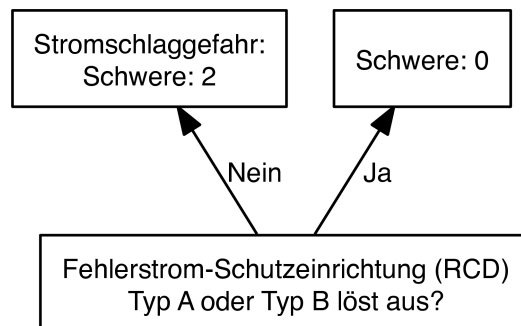 Stromschlaggefahr:
Schwere: 2
Schwere: 0
Nein
Ja
Fehlerstrom-Schutzeinrichtung (RCD)
Typ A oder Typ B löst aus?